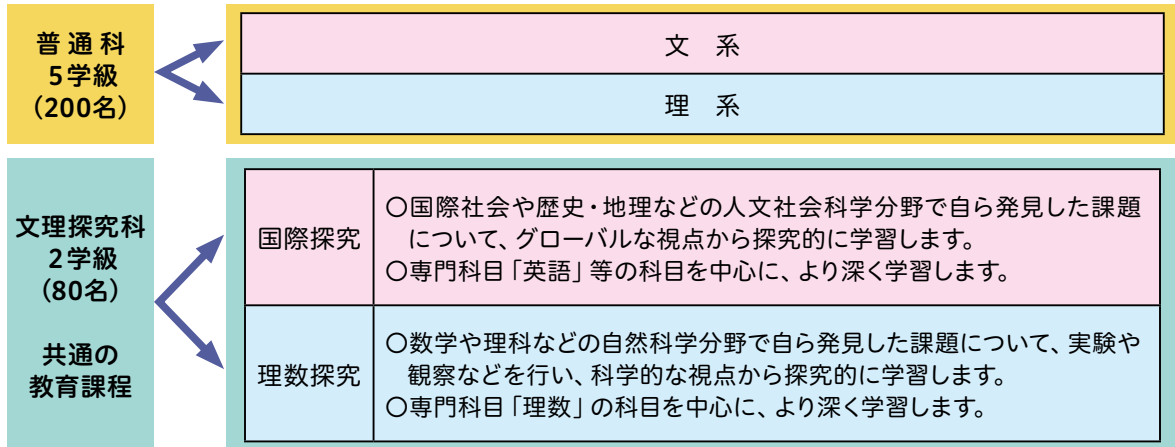 普通科
5学級
(200名)
文 系
理 系
文理探究科
2学級
(80名)
共通の
教育課程
国際探究
○国際社会や歴史・地理などの人文社会科学分野で自ら発見した課題
について、グローバルな視点から探究的に学習します。
○専門科目「英語」等の科目を中心に、より深く学習します。
理数探究
○数学や理科などの自然科学分野で自ら発見した課題について、実験や
観察などを行い、科学的な視点から探究的に学習します。
○専門科目「理数」の科目を中心に、より深く学習します。